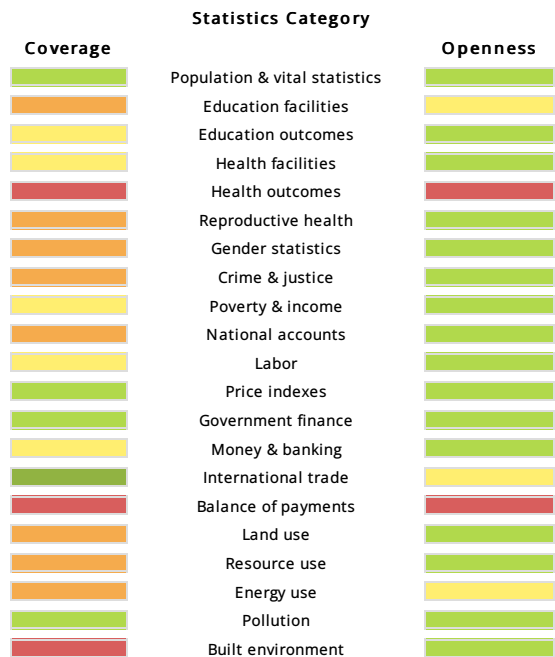 Statistics Category
Coverage Openness
Population & vital statistics
Education facilities
Education outcomes
Health facilities
Health outcomes
Reproductive health
Gender statistics
Crime & justice
Poverty & income
National accounts
Labor
Price indexes
Government finance
Money & banking
International trade
Balance of payments
Land use
Resource use
Energy use
Pollution
Built environment